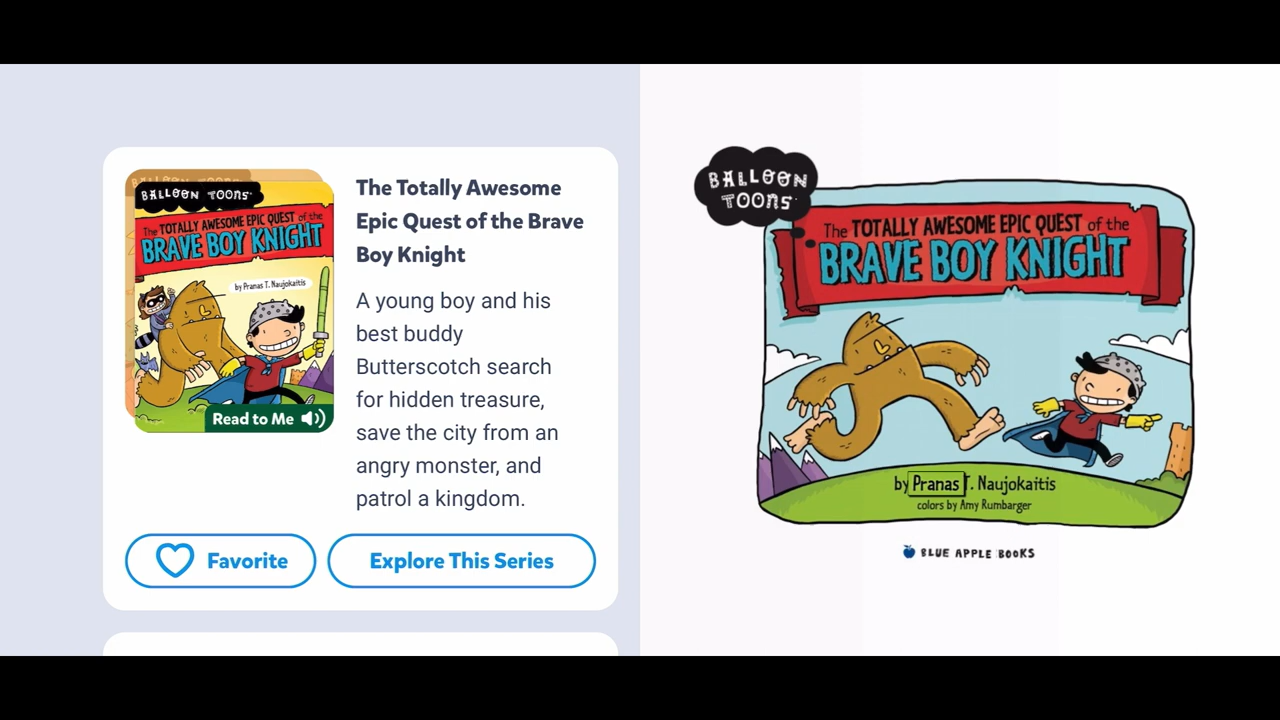 BALLOON TOONS
The TOTALLY AWESOME EPIC QUEST of the
BRAVE BOY KNIGHT
by Pranas T. Naujokaitis
Read to Me
The Totally Awesome
Epic Quest of the Brave
Boy Knight
A young boy and his
best buddy
Butterscotch search
for hidden treasure,
save the city from an
angry monster, and
patrol a kingdom.
Favorite
Explore This Series
BALLOON
TOONS
The TOTALLY AWESOME EPIC QUEST of the
BRAVE BOY KNIGHT
by Pranas T. Naujokaitis
colors by Amy Rumbarger
BLUE APPLE BOOKS